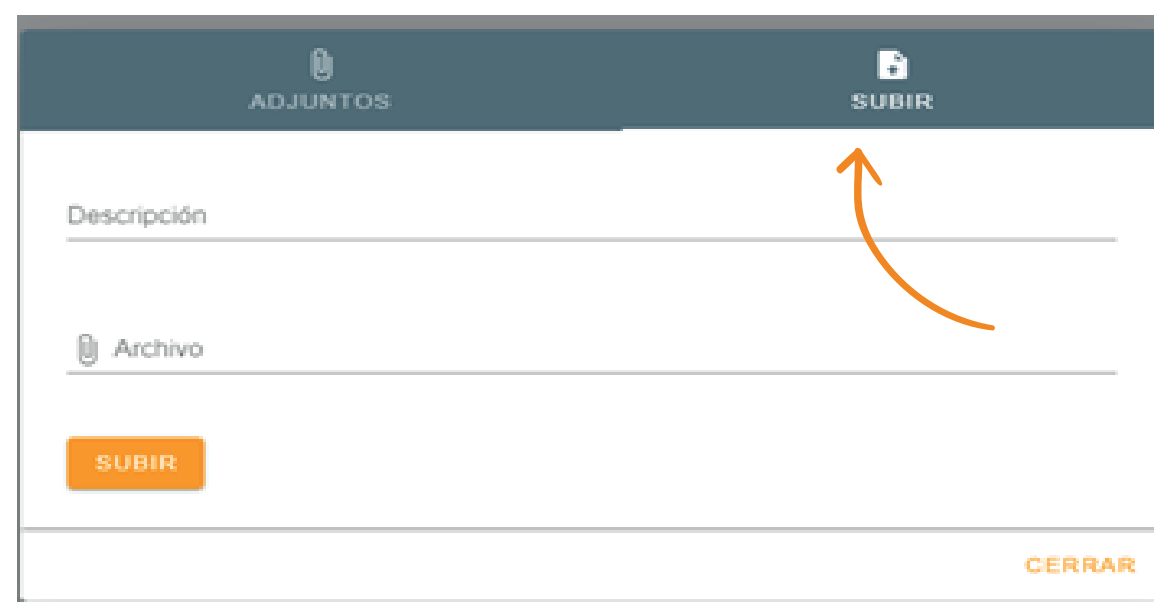 ADJUNTOS
SUBIR
Descripción
Archivo
SUBIR
CERRAR